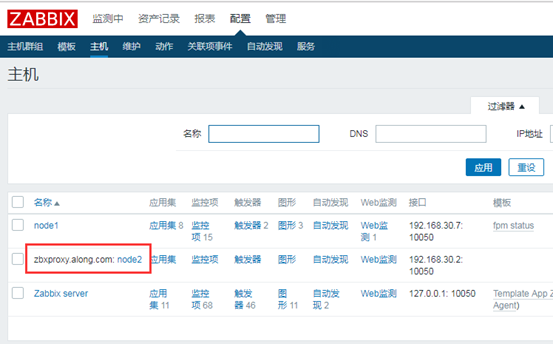 ZABBIX 监测中 资产记录 报表 配置 管理
主机群组 模板 主机 维护 动作 关联项事件 自动发现 服务
主机
过滤器 ▲
名称 DNS IP地址
应用 重设
名称 ▲ 应用集 监控项 触发器 图形 自动发现 Web监测 接口 模板
node1 应用集 8 监控项 15 触发器 2 图形 3 自动发现 Web监测 1 192.168.30.7: 10050 fpm status
zbxproxy.along.com: node2 应用集 监控项 触发器 图形 自动发现 Web监测 192.168.30.2: 10050
Zabbix server 应用集 11 监控项 68 触发器 46 图形 11 自动发现 2 Web监测 127.0.0.1: 10050 Template App Z
Agent)